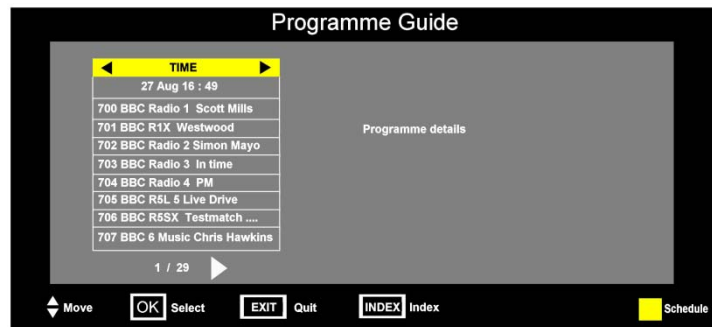 Programme Guide
TIME
27 Aug 16 : 49
700 BBC Radio 1 Scott Mills
701 BBC R1X Westwood
702 BBC Radio 2 Simon Mayo
703 BBC Radio 3 In time
704 BBC Radio 4 PM
705 BBC R5L 5 Live Drive
706 BBC R5SX Testmatch ....
707 BBC 6 Music Chris Hawkins
1 / 29
Programme details
Move OK Select EXIT Quit INDEX Index Schedule